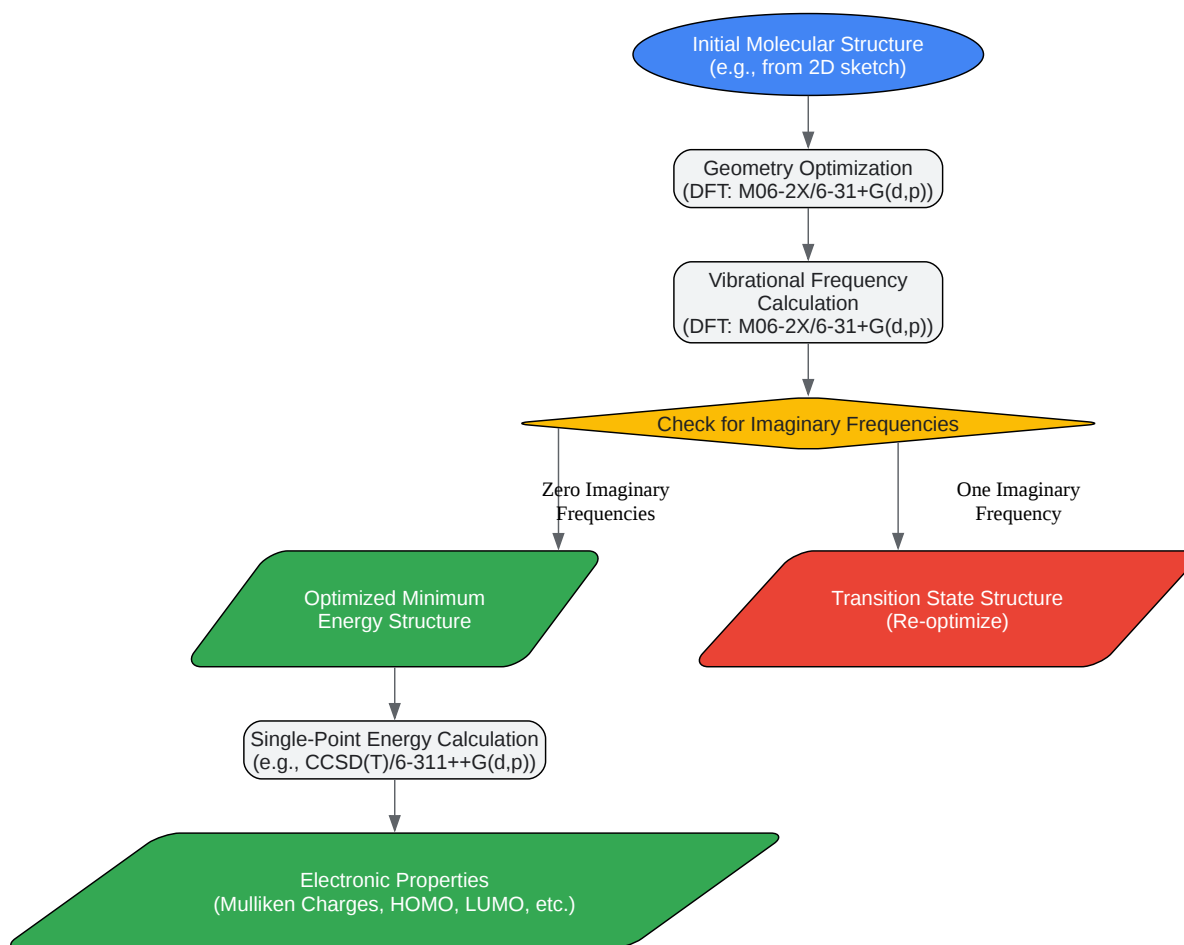 Initial Molecular Structure
(e.g., from 2D sketch)
Geometry Optimization
(DFT: M06-2X/6-31+G(d,p))
Vibrational Frequency
Calculation
(DFT: M06-2X/6-31+G(d,p))
Check for Imaginary Frequencies
Zero Imaginary
Frequencies
One Imaginary
Frequency
Optimized Minimum
Energy Structure
Transition State Structure
(Re-optimize)
Single-Point Energy Calculation
(e.g., CCSD(T)/6-311++G(d,p))
Electronic Properties
(Mulliken Charges, HOMO, LUMO, etc.)